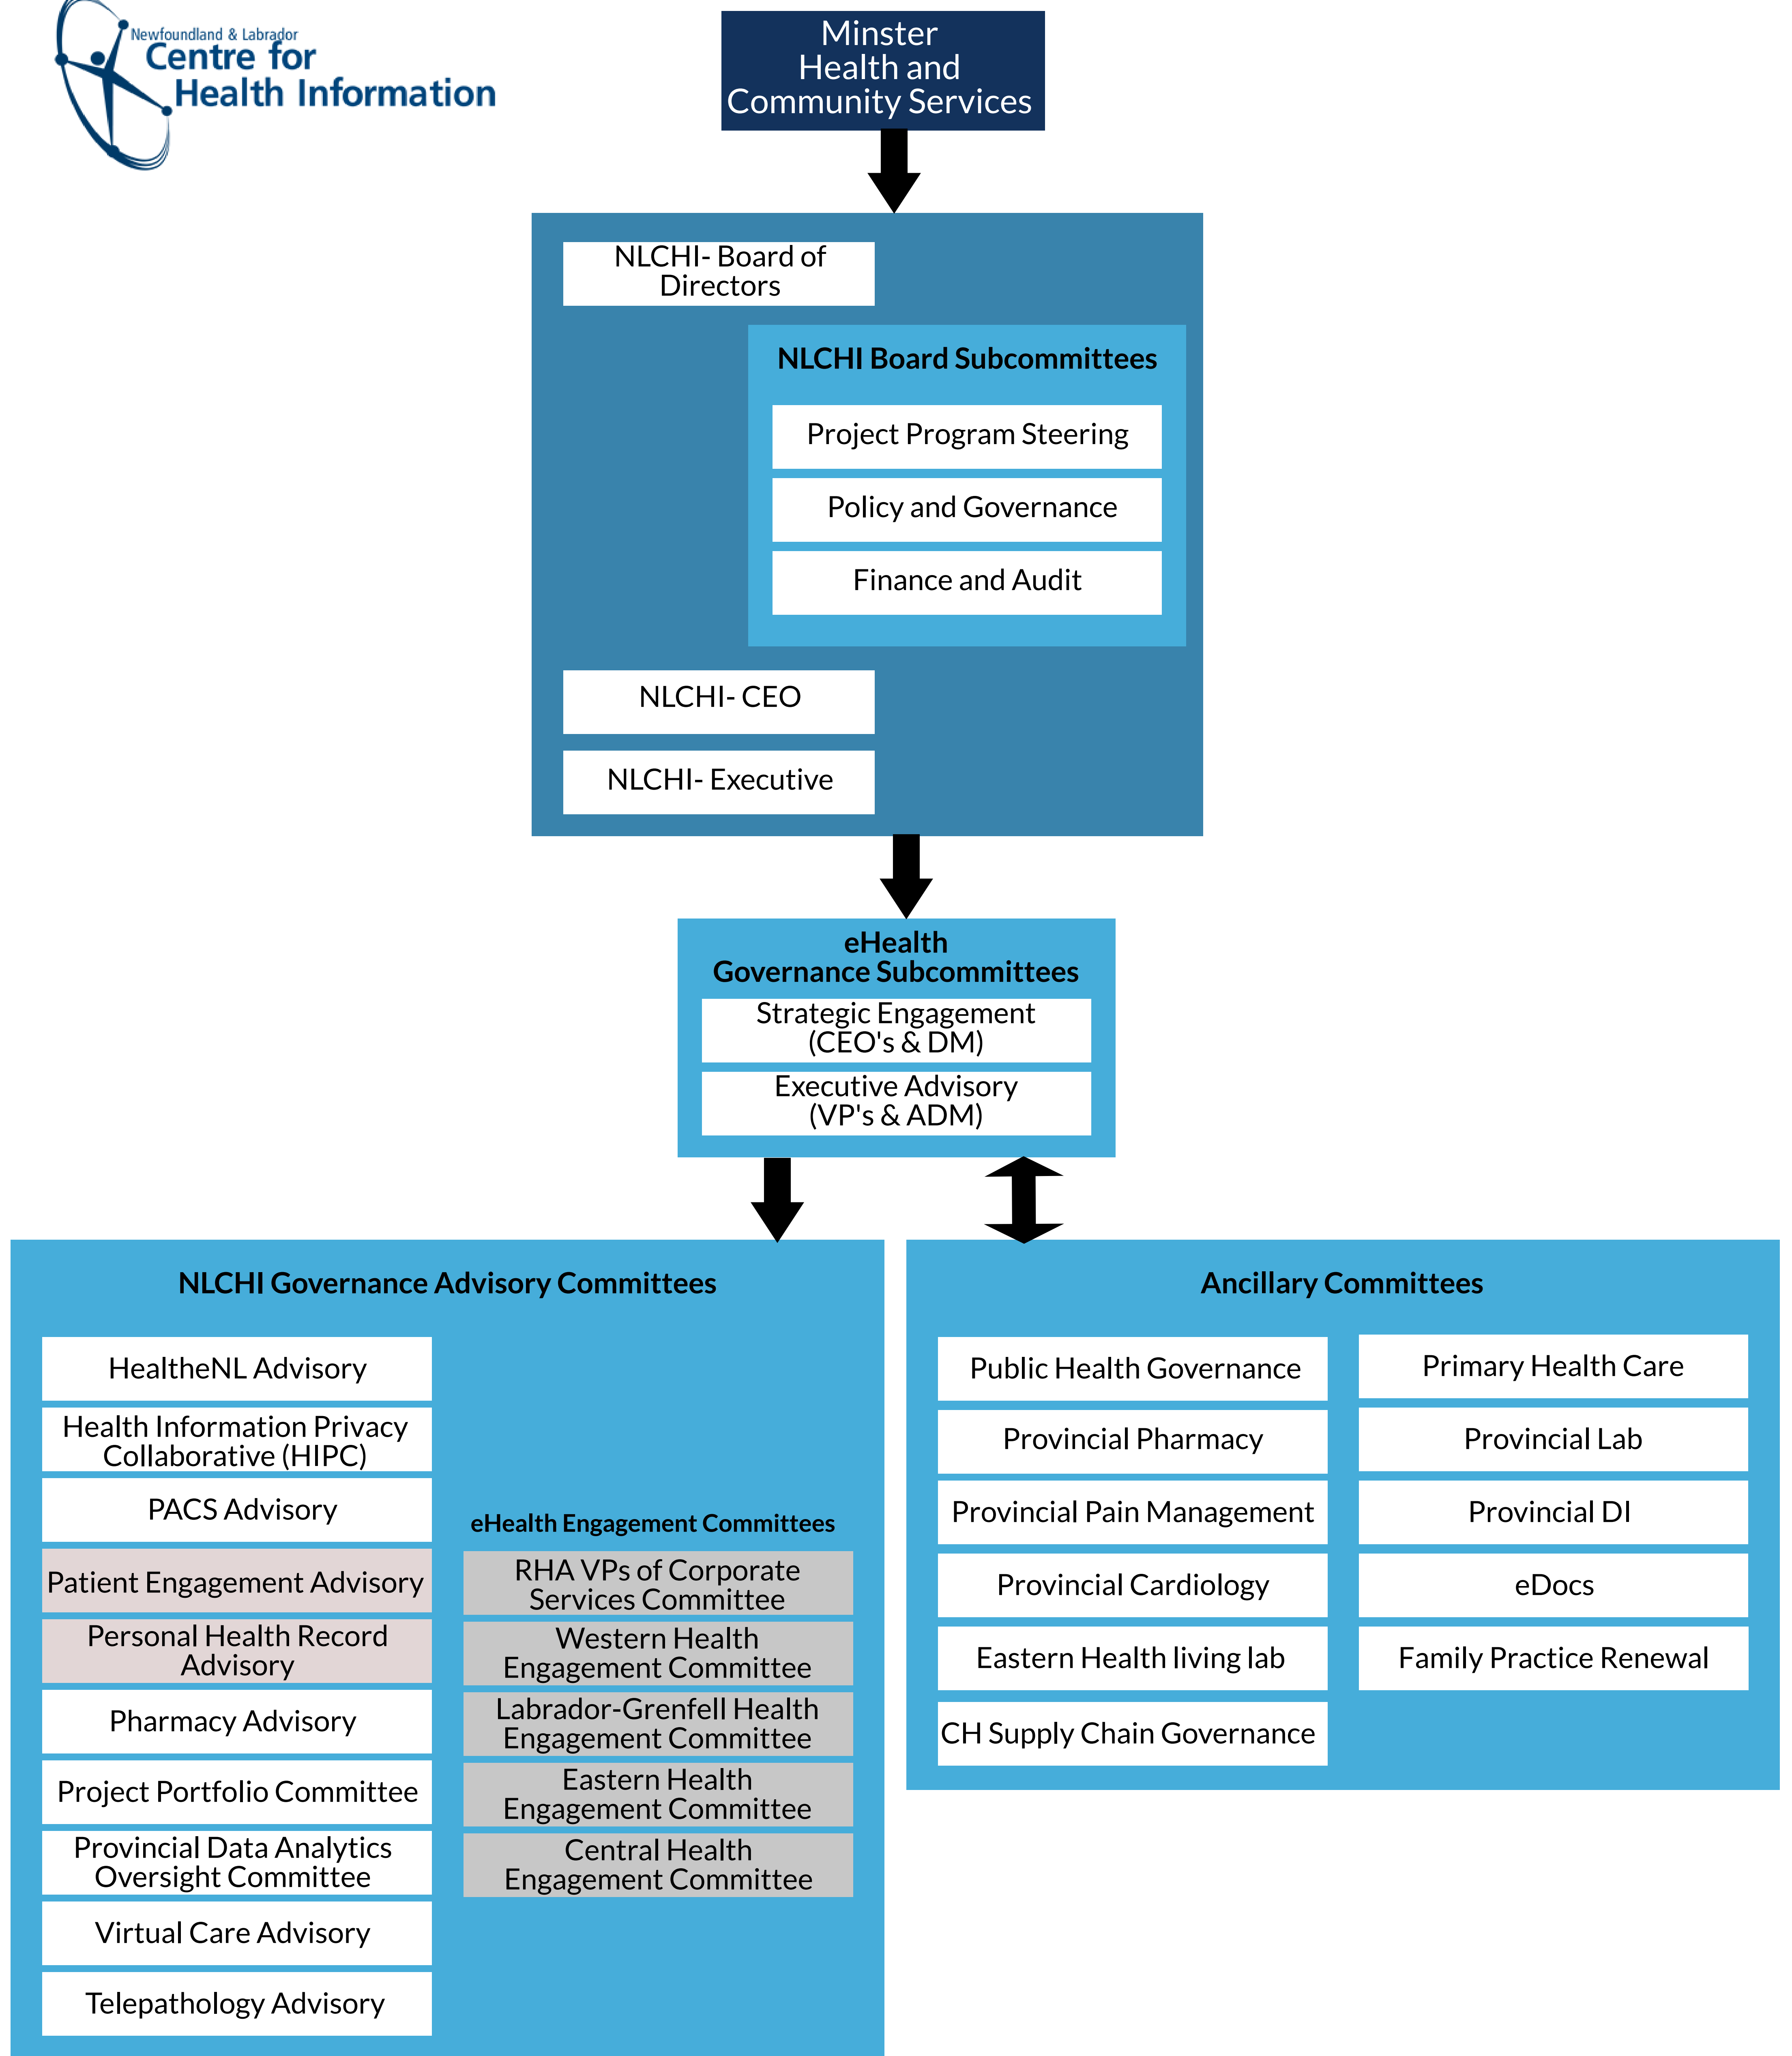 Newfoundland & Labrador
Centre for
Health Information
Minster
Health and
Community Services
NLCHI- Board of
Directors
NLCHI Board Subcommittees
Project Program Steering
Policy and Governance
Finance and Audit
NLCHI- CEO
NLCHI- Executive
eHealth
Governance Subcommittees
Strategic Engagement
(CEO's & DM)
Executive Advisory
(VP's & ADM)
NLCHI Governance Advisory Committees
HealtheNL Advisory
Health Information Privacy
Collaborative (HIPC)
PACS Advisory
Patient Engagement Advisory
Personal Health Record
Advisory
Pharmacy Advisory
Project Portfolio Committee
Provincial Data Analytics
Oversight Committee
Virtual Care Advisory
Telepathology Advisory
eHealth Engagement Committees
RHA VPs of Corporate
Services Committee
Western Health
Engagement Committee
Labrador-Grenfell Health
Engagement Committee
Eastern Health
Engagement Committee
Central Health
Engagement Committee
Ancillary Committees
Public Health Governance
Provincial Pharmacy
Provincial Pain Management
Provincial Cardiology
Eastern Health living lab
CH Supply Chain Governance
Primary Health Care
Provincial Lab
Provincial DI
eDocs
Family Practice Renewal